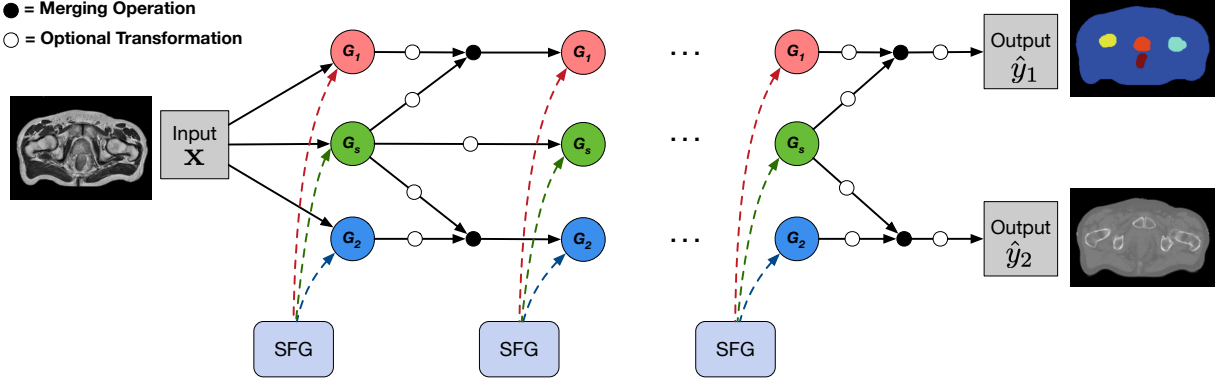 = Merging Operation
= Optional Transformation
G1
G1
. . .
G1
Output
ŷ1
Input
x
Gs
Gs
. . .
Gs
G2
G2
. . .
G2
Output
ŷ2
SFG
SFG
SFG